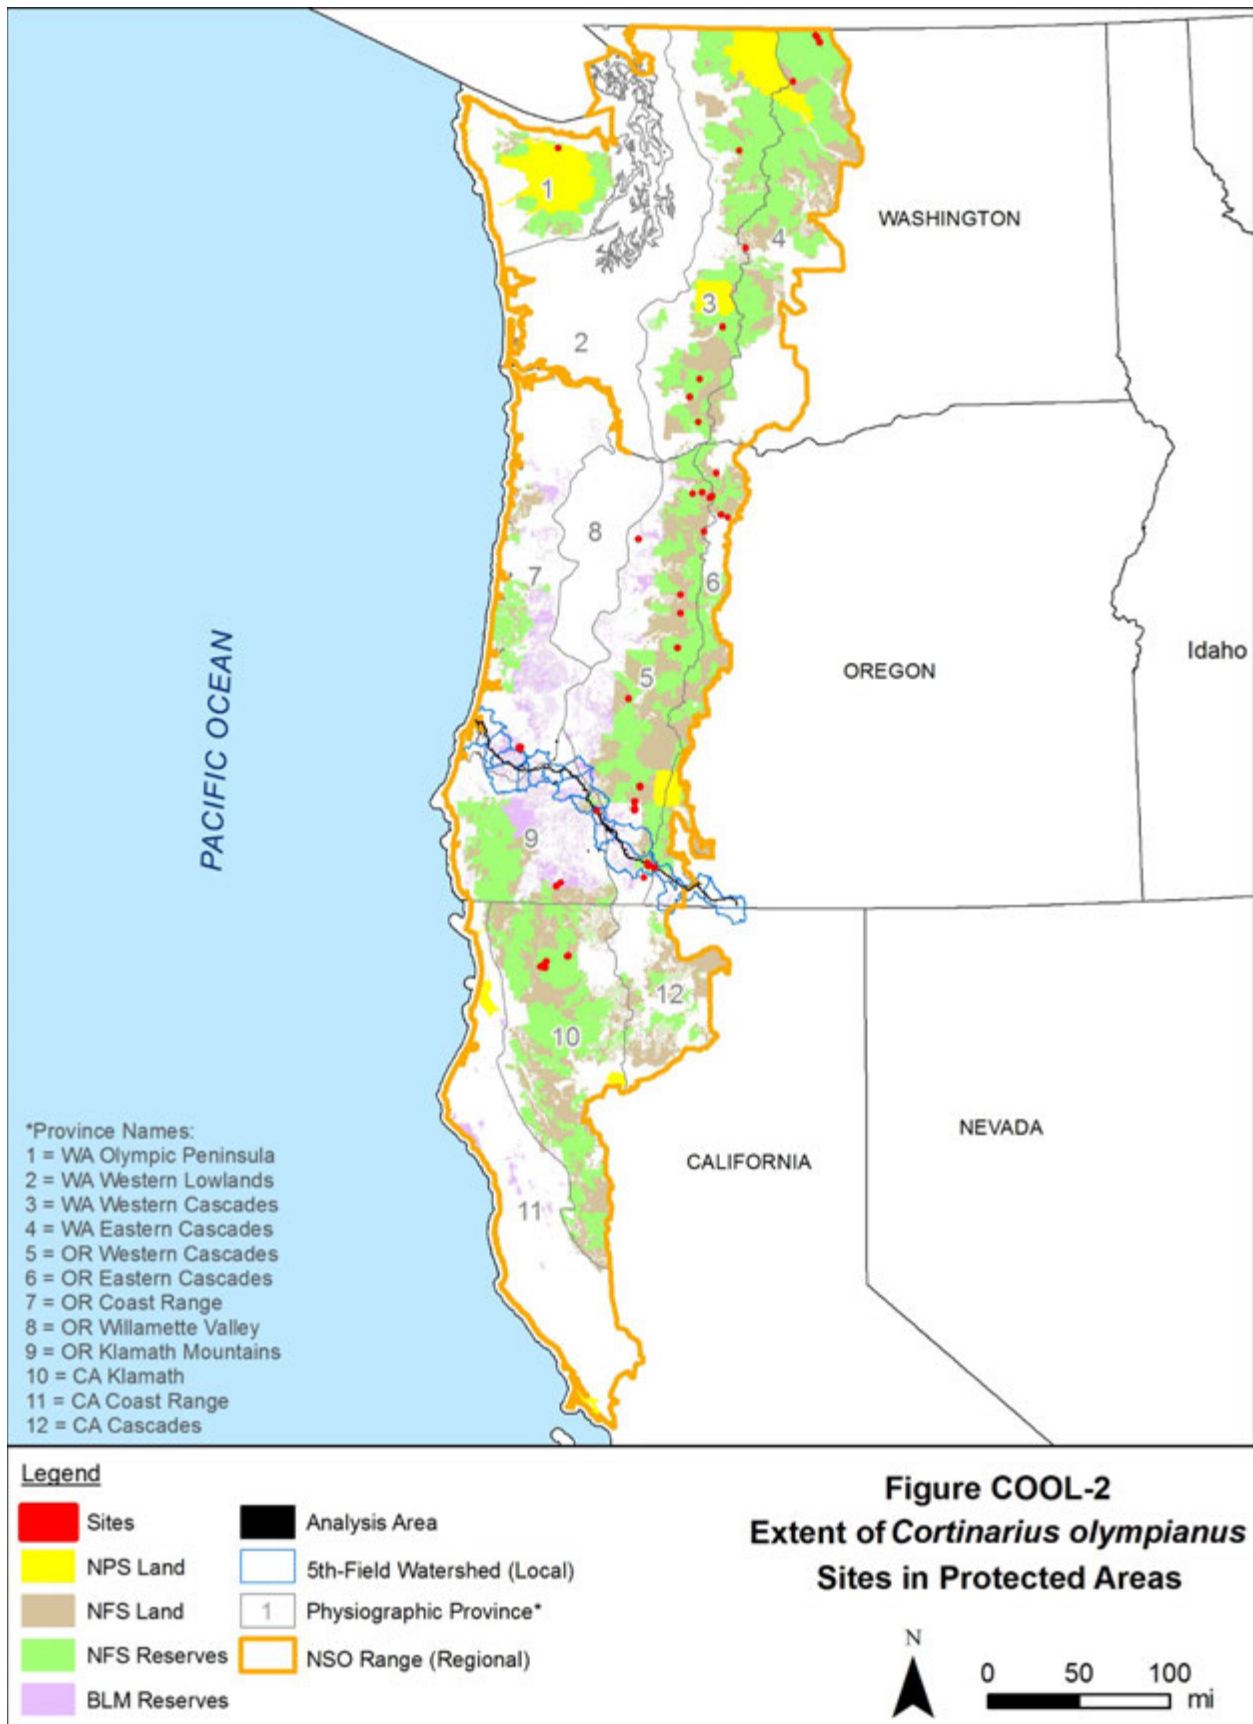 1
WASHINGTON
4
3
2
8
7
6
Idaho
5
OREGON
PACIFIC OCEAN
9
12
10
NEVADA
CALIFORNIA
11
*Province Names:
1 = WA Olympic Peninsula
2 = WA Western Lowlands
3 = WA Western Cascades
4 = WA Eastern Cascades
5 = OR Western Cascades
6 = OR Eastern Cascades
7 = OR Coast Range
8 = OR Willamette Valley
9 = OR Klamath Mountains
10 = CA Klamath
11 = CA Coast Range
12 = CA Cascades
Legend
Sites
NPS Land
NFS Land
NFS Reserves
BLM Reserves
Analysis Area
5th-Field Watershed (Local)
1 Physiographic Province*
NSO Range (Regional)
Figure COOL-2
Extent of Cortinarius olympianus
Sites in Protected Areas
N
0 50 100
mi